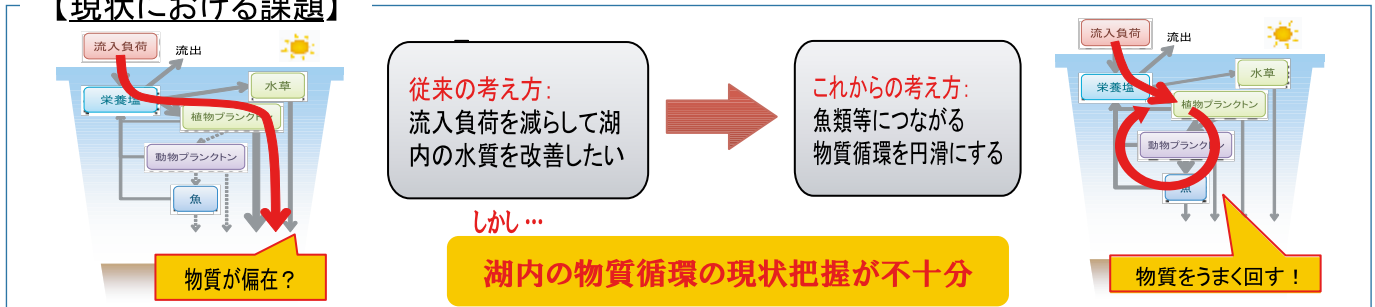 【現状における課題】
流入負荷
流出
栄養塩
水草
植物プランクトン
動物プランクトン
魚
物質が偏在？
従来の考え方：
流入負荷を減らして湖
内の水質を改善したい
これからの考え方：
魚類等につながる
物質循環を円滑にする
しかし…
湖内の物質循環の現状把握が不十分
流入負荷
流出
栄養塩
水草
植物プランクトン
動物プランクトン
魚
物質をうまく回す！